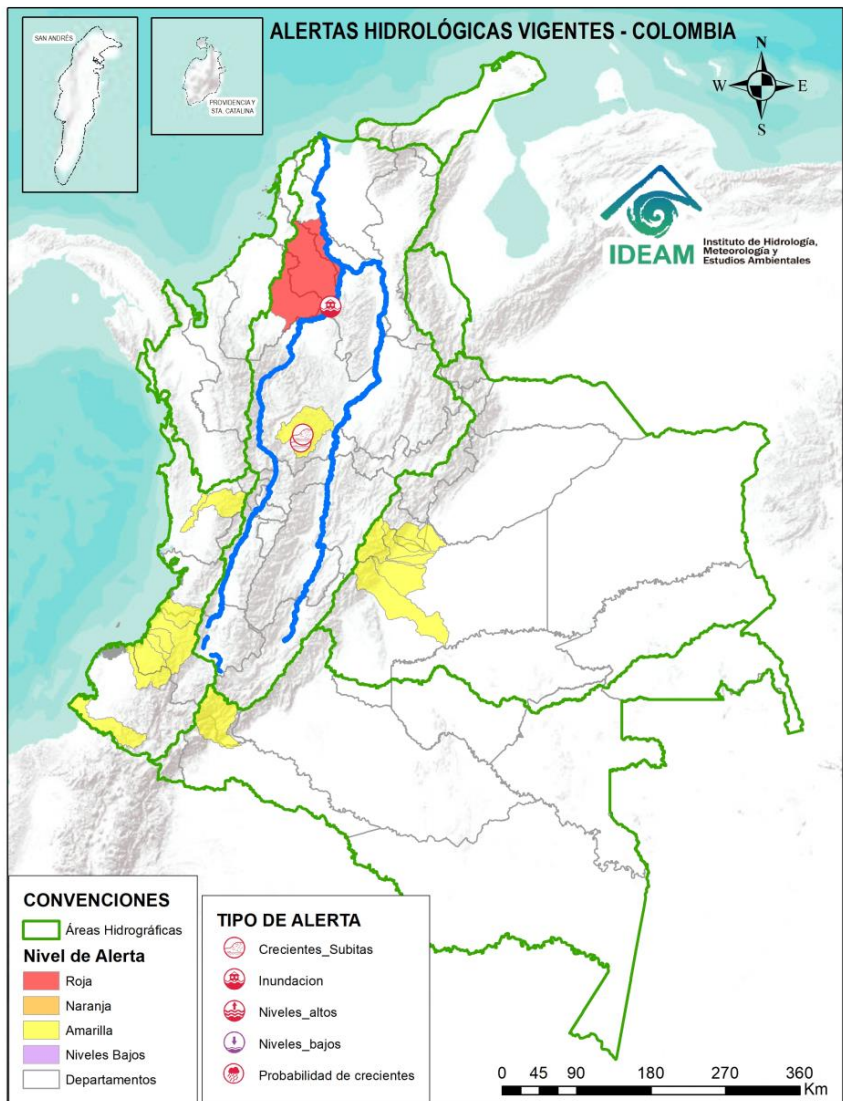 ALERTAS HIDROLÓGICAS VIGENTES - COLOMBIA
SAN ANDRÉS
PROVIDENCIA Y
STA. CATALINA
N
W
E
S
IDEAM
Instituto de Hidrología,
Meteorología y
Estudios Ambientales
CONVENCIONES
Áreas Hidrográficas
Nivel de Alerta
Roja
Naranja
Amarilla
Niveles Bajos
Departamentos
TIPO DE ALERTA
Crecientes_Subitas
Inundacion
Niveles_altos
Niveles_bajos
Probabilidad de crecientes
0 45 90 180 270 360
Km